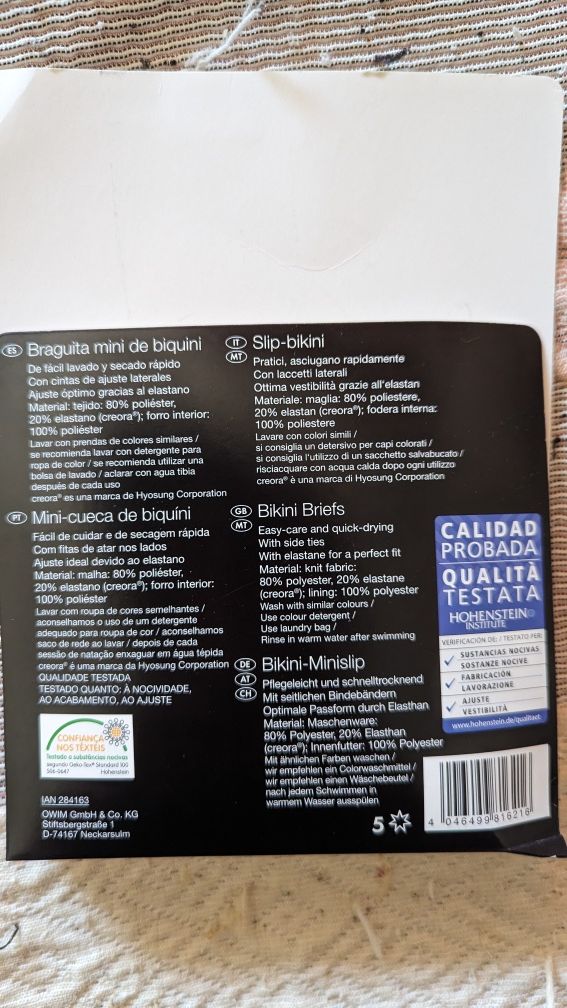 ES Braguita mini de biquini
De fácil lavado y secado rápido
Con cintas de ajuste laterales
Ajuste óptimo gracias al elastano
Material: tejido: 80% poliéster,
20% elastano (creora®); forro interior:
100% poliéster
Lavar con prendas de colores similares /
se recomienda lavar con detergente para
ropa de color / se recomienda utilizar una
bolsa de lavado / aclarar con agua tibia
después de cada uso
creora® es una marca de Hyosung Corporation
IT MT Slip-bikini
Pratici, asciugano rapidamente
Con laccetti laterali
Ottima vestibilità grazie all'elastan
Materiale: maglia: 80% poliestere,
20% elastan (creora®); fodera interna:
100% poliestere
Lavare con colori simili /
si consiglia un detersivo per capi colorati /
si consiglia l'utilizzo di un sacchetto salvabucato /
risciacquare con acqua calda dopo ogni utilizzo
creora® è una marca di Hyosung Corporation
PT Mini-cueca de biquíni
Fácil de cuidar e de secagem rápida
Com fitas de atar nos lados
Ajuste ideal devido ao elastano
Material: malha: 80% poliéster,
20% elastano (creora®); forro interior:
100% poliéster
Lavar com roupa de cores semelhantes /
aconselhamos o uso de um detergente
adequado para roupa de cor / aconselhamos
saco de rede ao lavar / depois de cada
sessão de natação enxaguar em água tépida
creora® é uma marca da Hyosung Corporation
QUALIDADE TESTADA
TESTADO QUANTO: À NOCIVIDADE,
AO ACABAMENTO, AO AJUSTE
GB MT Bikini Briefs
Easy-care and quick-drying
With side ties
With elastane for a perfect fit
Material: knit fabric:
80% polyester, 20% elastane
(creora®); lining: 100% polyester
Wash with similar colours /
Use colour detergent /
Use laundry bag /
Rinse in warm water after swimming
DE AT CH Bikini-Minislip
Pflegeleicht und schnelltrocknend
Mit seitlichen Bindebändern
Optimale Passform durch Elasthan
Material: Maschenware:
80% Polyester, 20% Elasthan
(creora®); Innenfutter: 100% Polyester
Mit ähnlichen Farben waschen /
wir empfehlen ein Colorwaschmittel /
wir empfehlen einen Wäschebeutel /
nach jedem Schwimmen in
warmem Wasser ausspülen
CALIDAD
PROBADA
QUALITÀ
TESTATA
HOHENSTEIN
INSTITUTE
VERIFICACIÓN DE: / TESTATO PER:
SUSTANCIAS NOCIVAS
SOSTANZE NOCIVE
FABRICACIÓN
LAVORAZIONE
AJUSTE
VESTIBILITÀ
www.hohenstein.de/qualitaet
CONFIANÇA
NOS TÊXTEIS
Testado a substâncias nocivas
segundo Oeko-Tex® Standard 100
S06-0647 Hohenstein
IAN 284163
OWIM GmbH & Co. KG
Stiftsbergstraße 1
D-74167 Neckarsulm
5
4 046499 816216